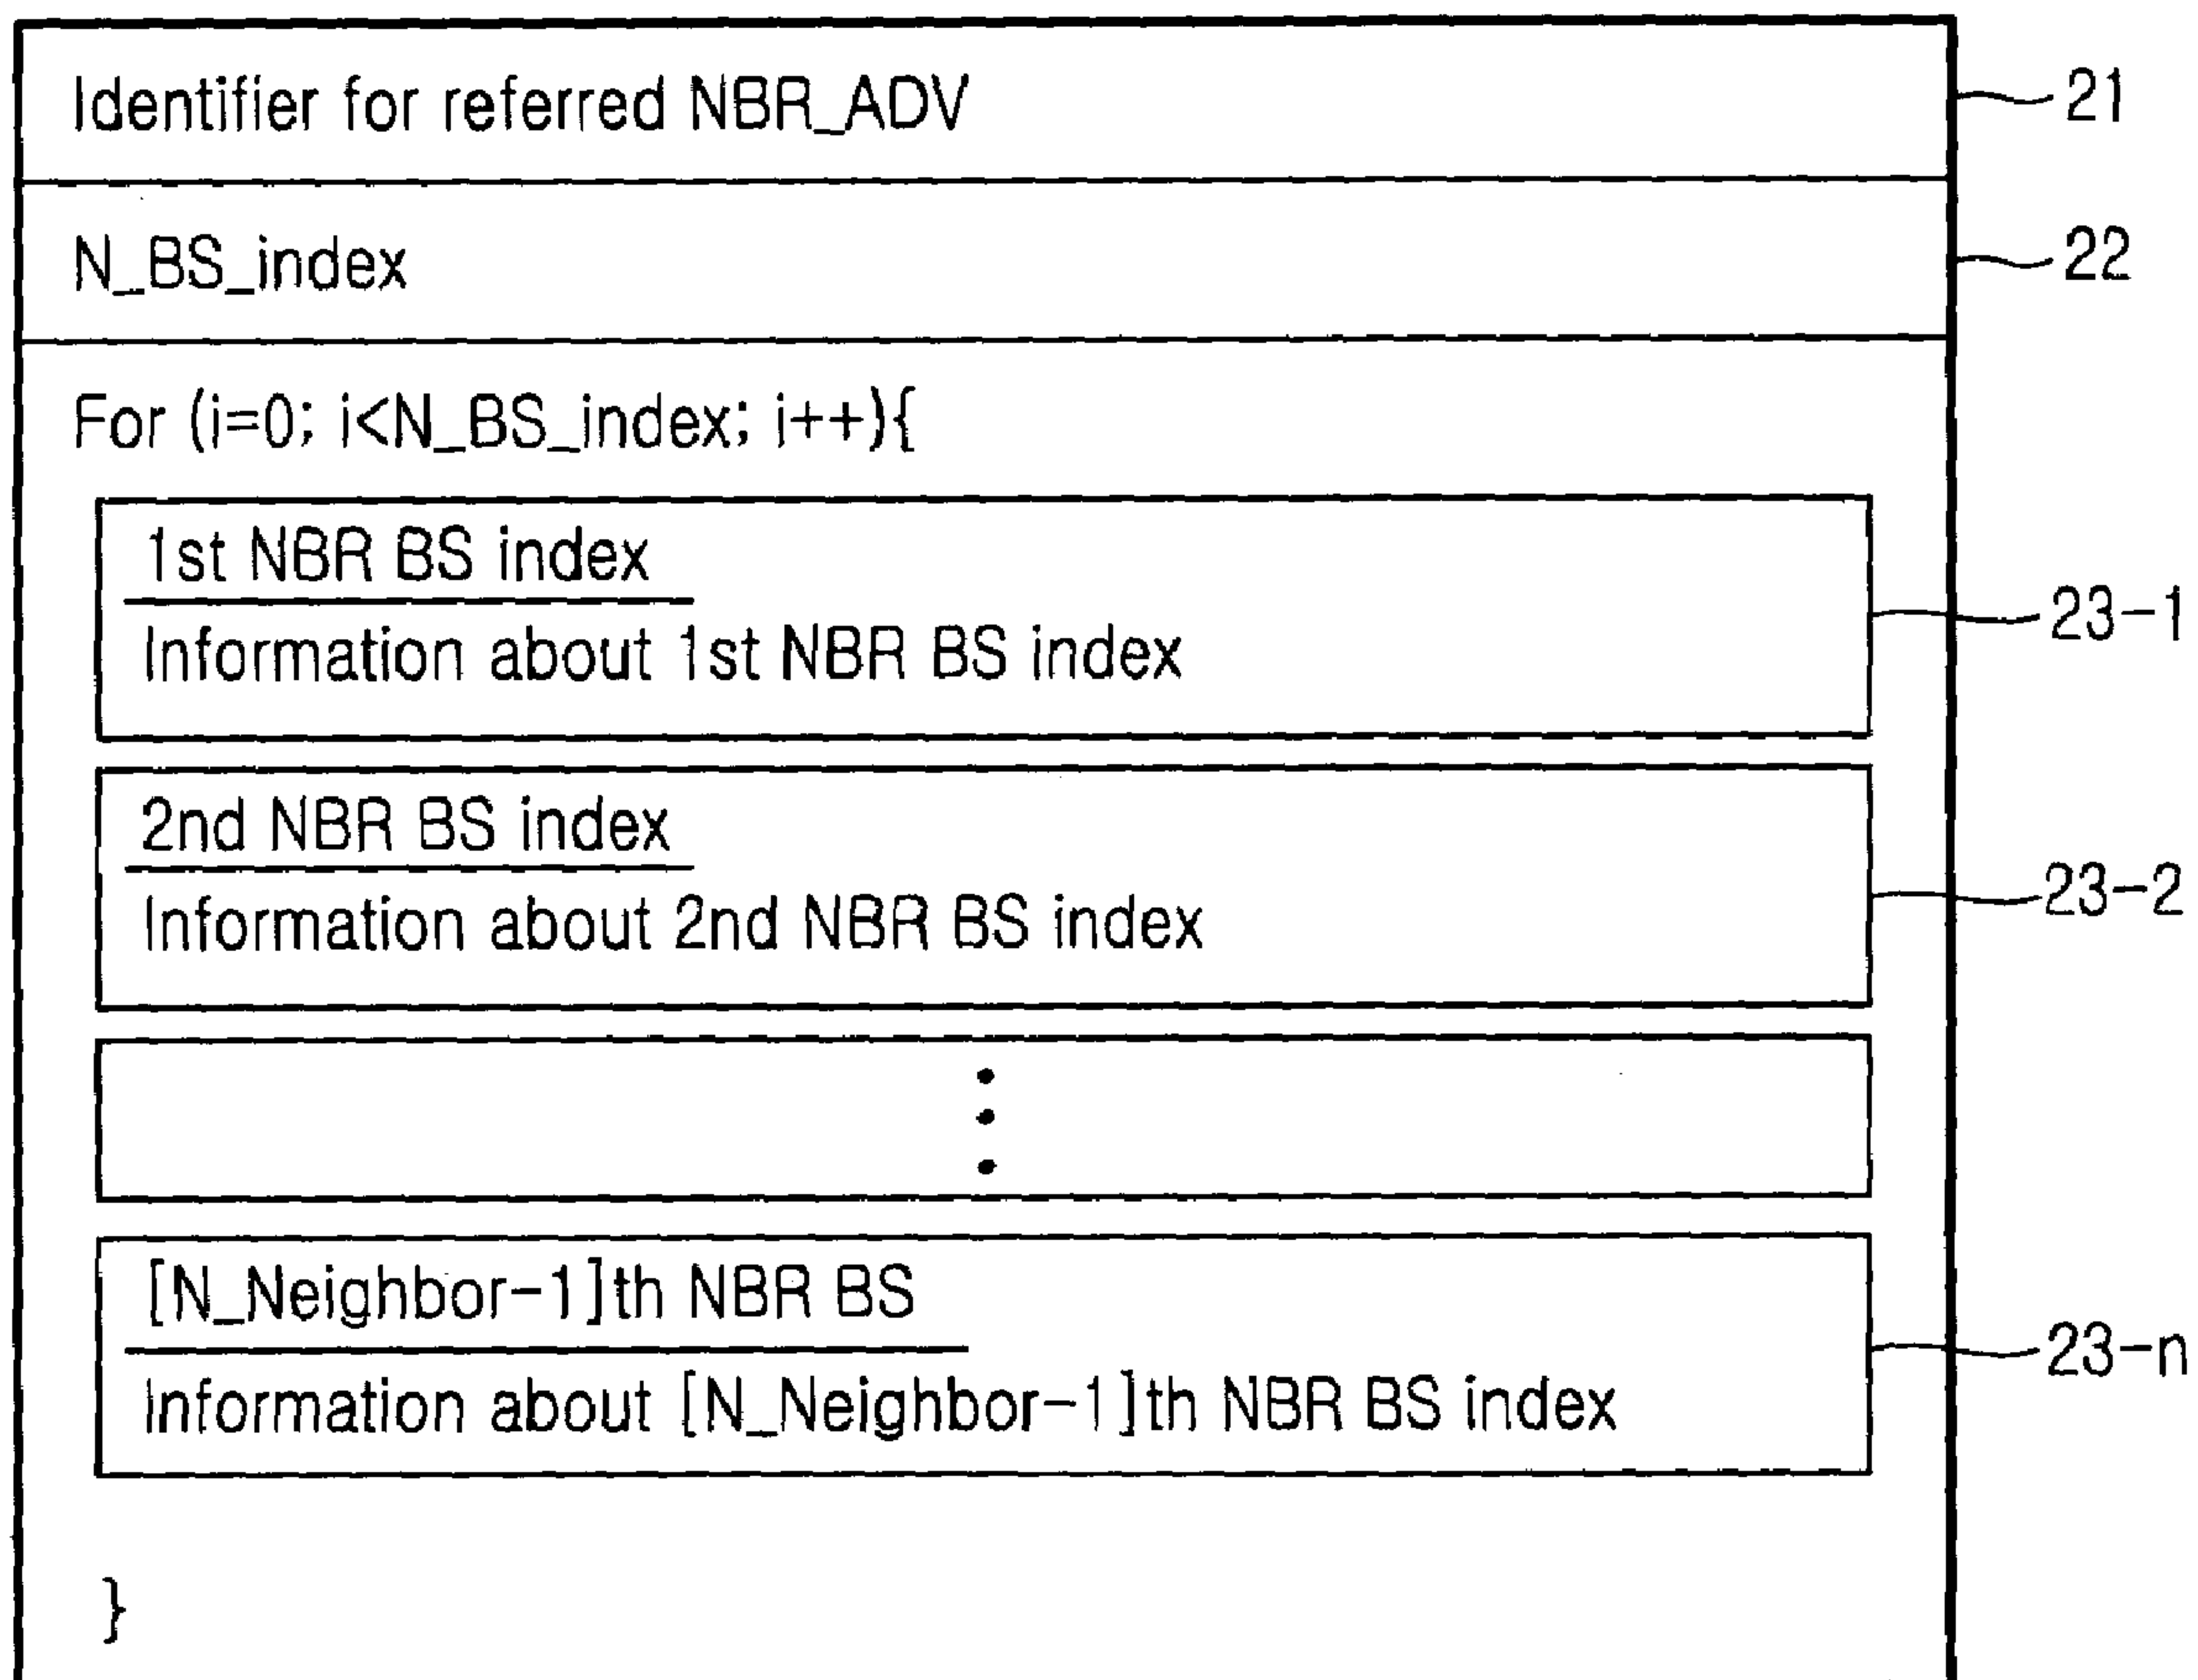 Identifier for referred NBR_ADV 21
N_BS_index 22
For (i=0; i<N_BS_index; i++){
1st NBR BS index
Information about 1st NBR BS index 23-1
2nd NBR BS index
Information about 2nd NBR BS index 23-2
[N_Neighbor-1]th NBR BS
Information about [N_Neighbor-1]th NBR BS index 23-n
}